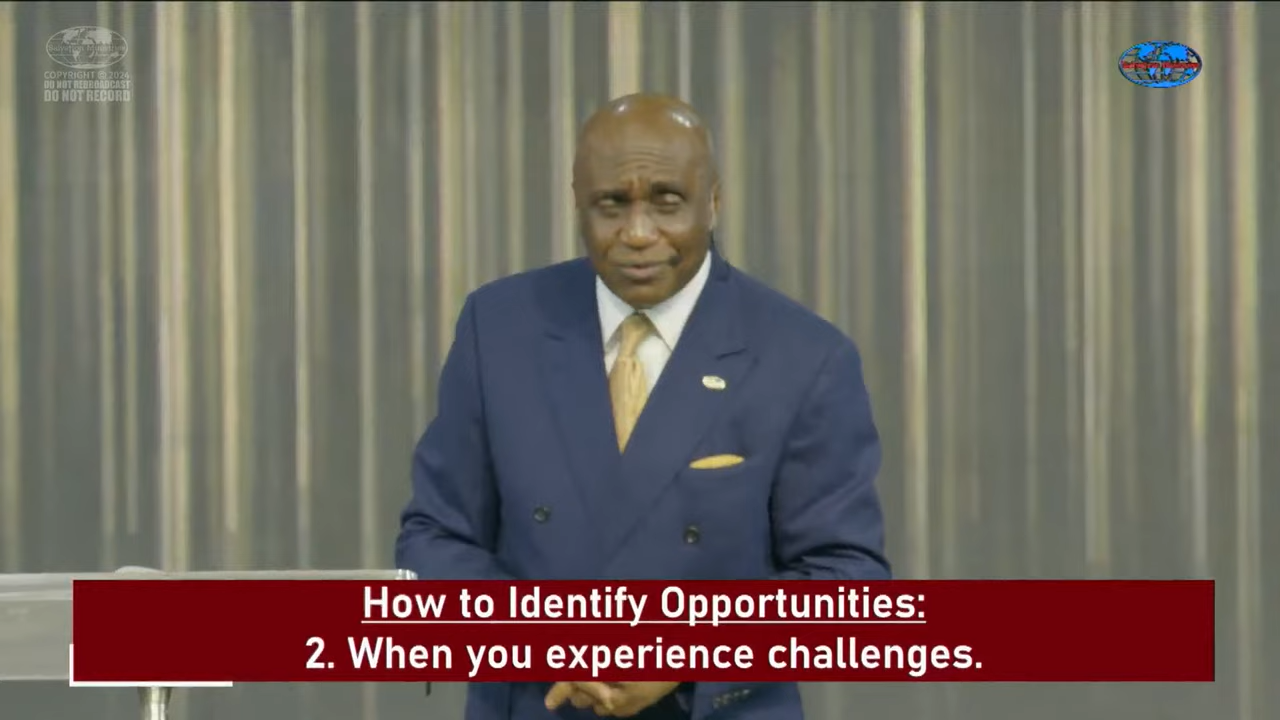 COPYRIGHT © 2024
DO NOT REBROADCAST
DO NOT RECORD
How to Identify Opportunities:
2. When you experience challenges.